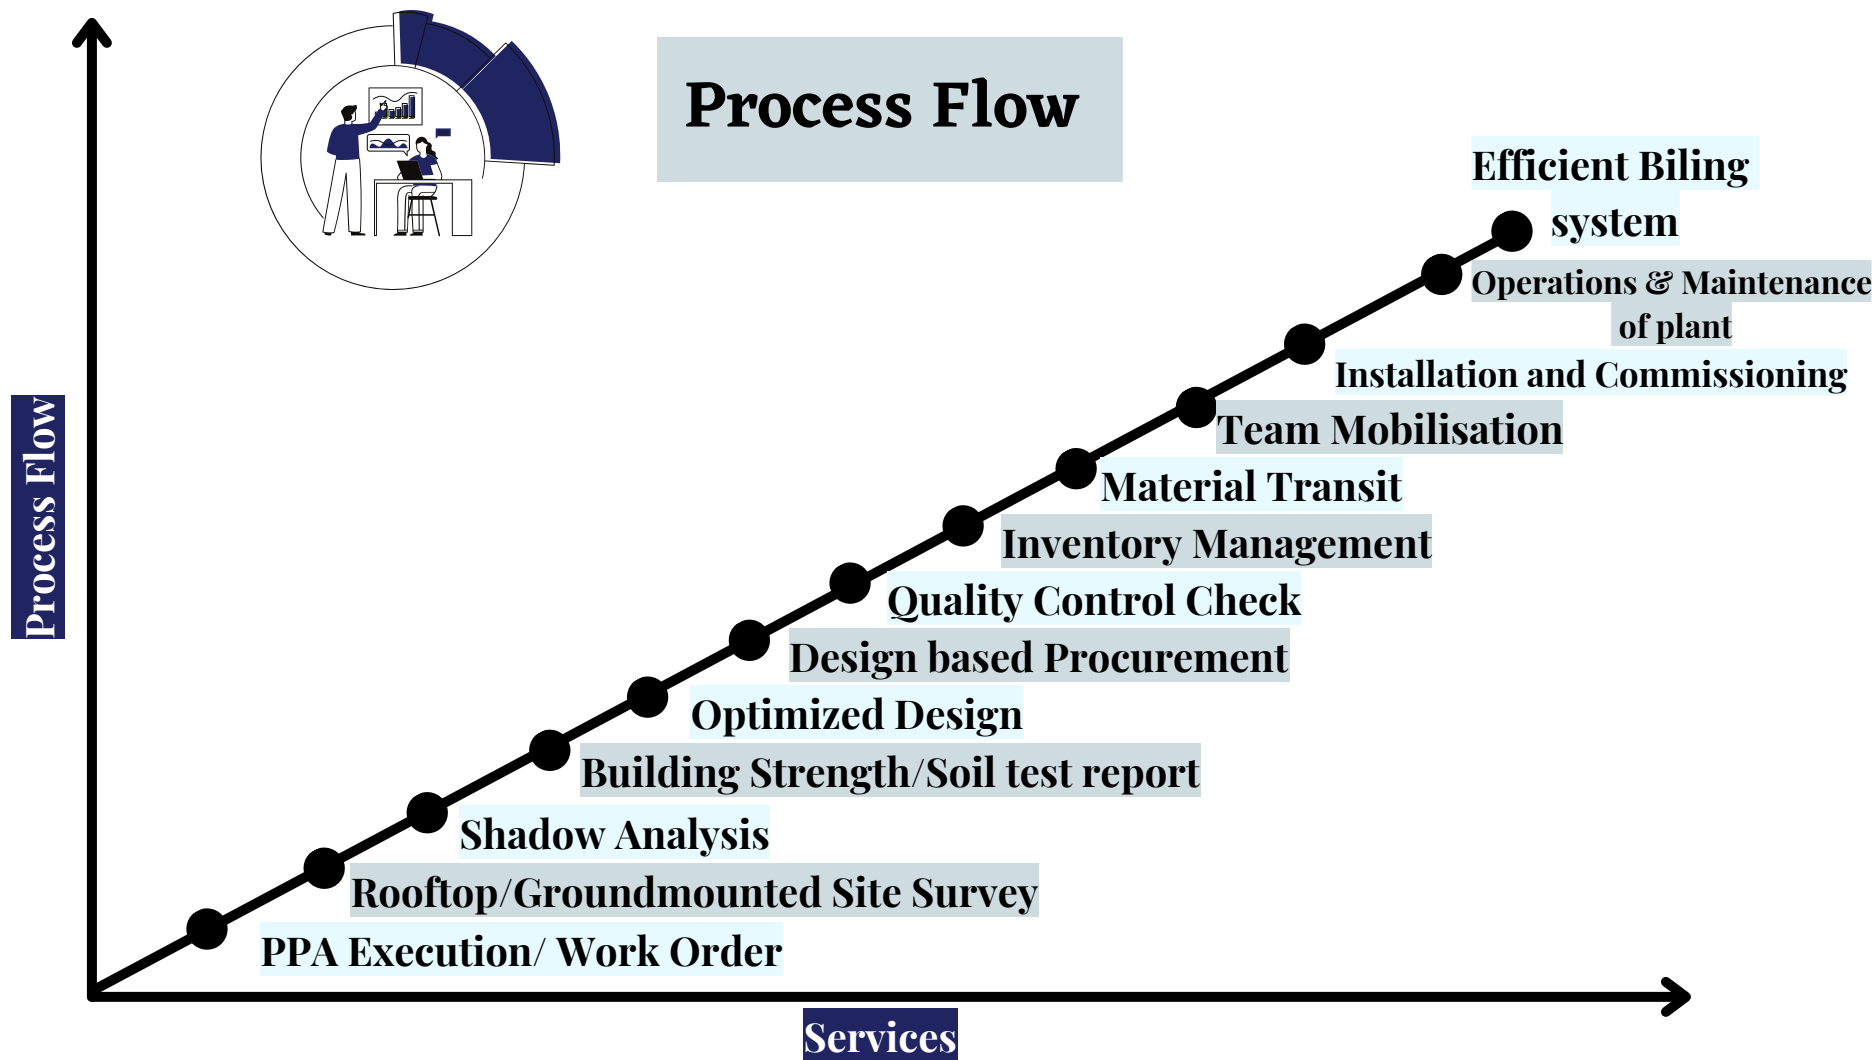 Process Flow
Efficient Biling
system
Operations & Maintenance
of plant
Installation and Commissioning
Team Mobilisation
Material Transit
Inventory Management
Quality Control Check
Design based Procurement
Optimized Design
Building Strength/Soil test report
Shadow Analysis
Rooftop/Groundmounted Site Survey
PPA Execution/ Work Order
Process Flow
Services